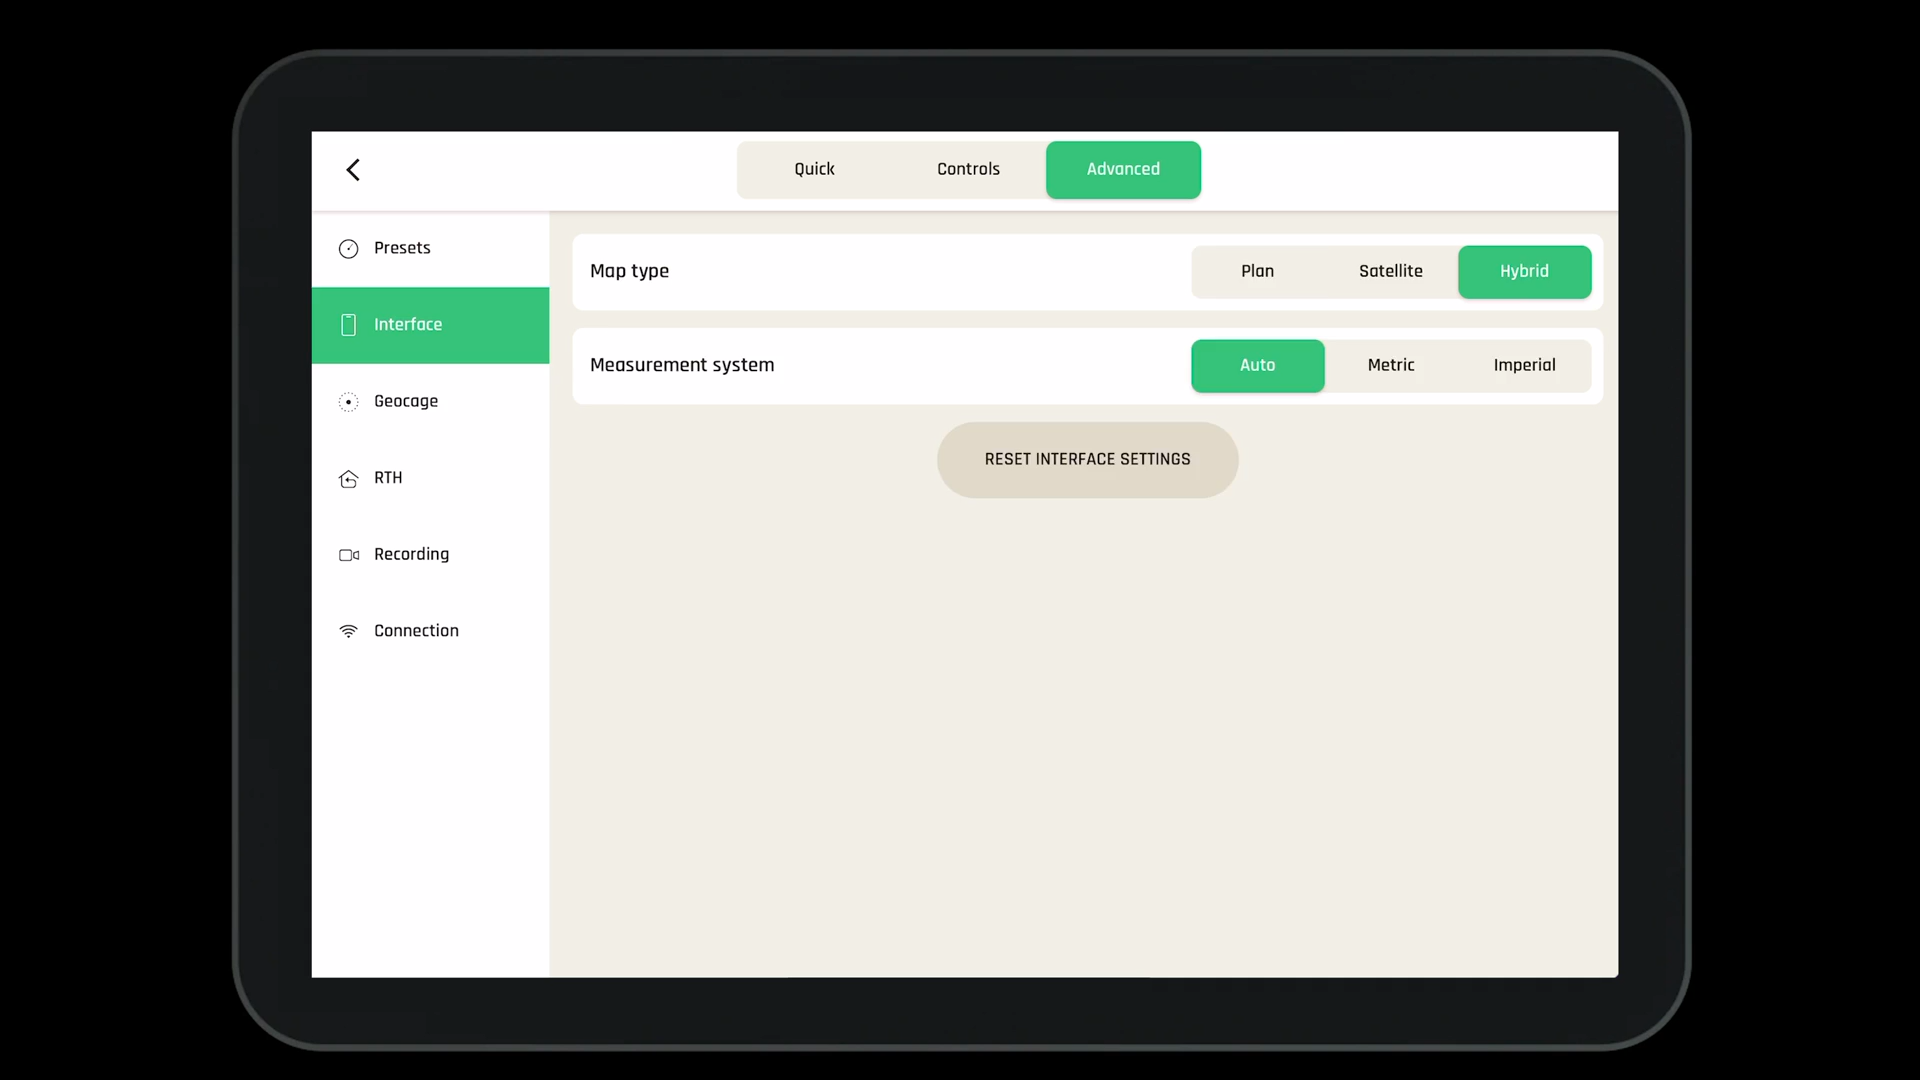 Quick Controls Advanced
Presets
Interface
Geocage
RTH
Recording
Connection
Map type Plan Satellite Hybrid
Measurement system Auto Metric Imperial
RESET INTERFACE SETTINGS